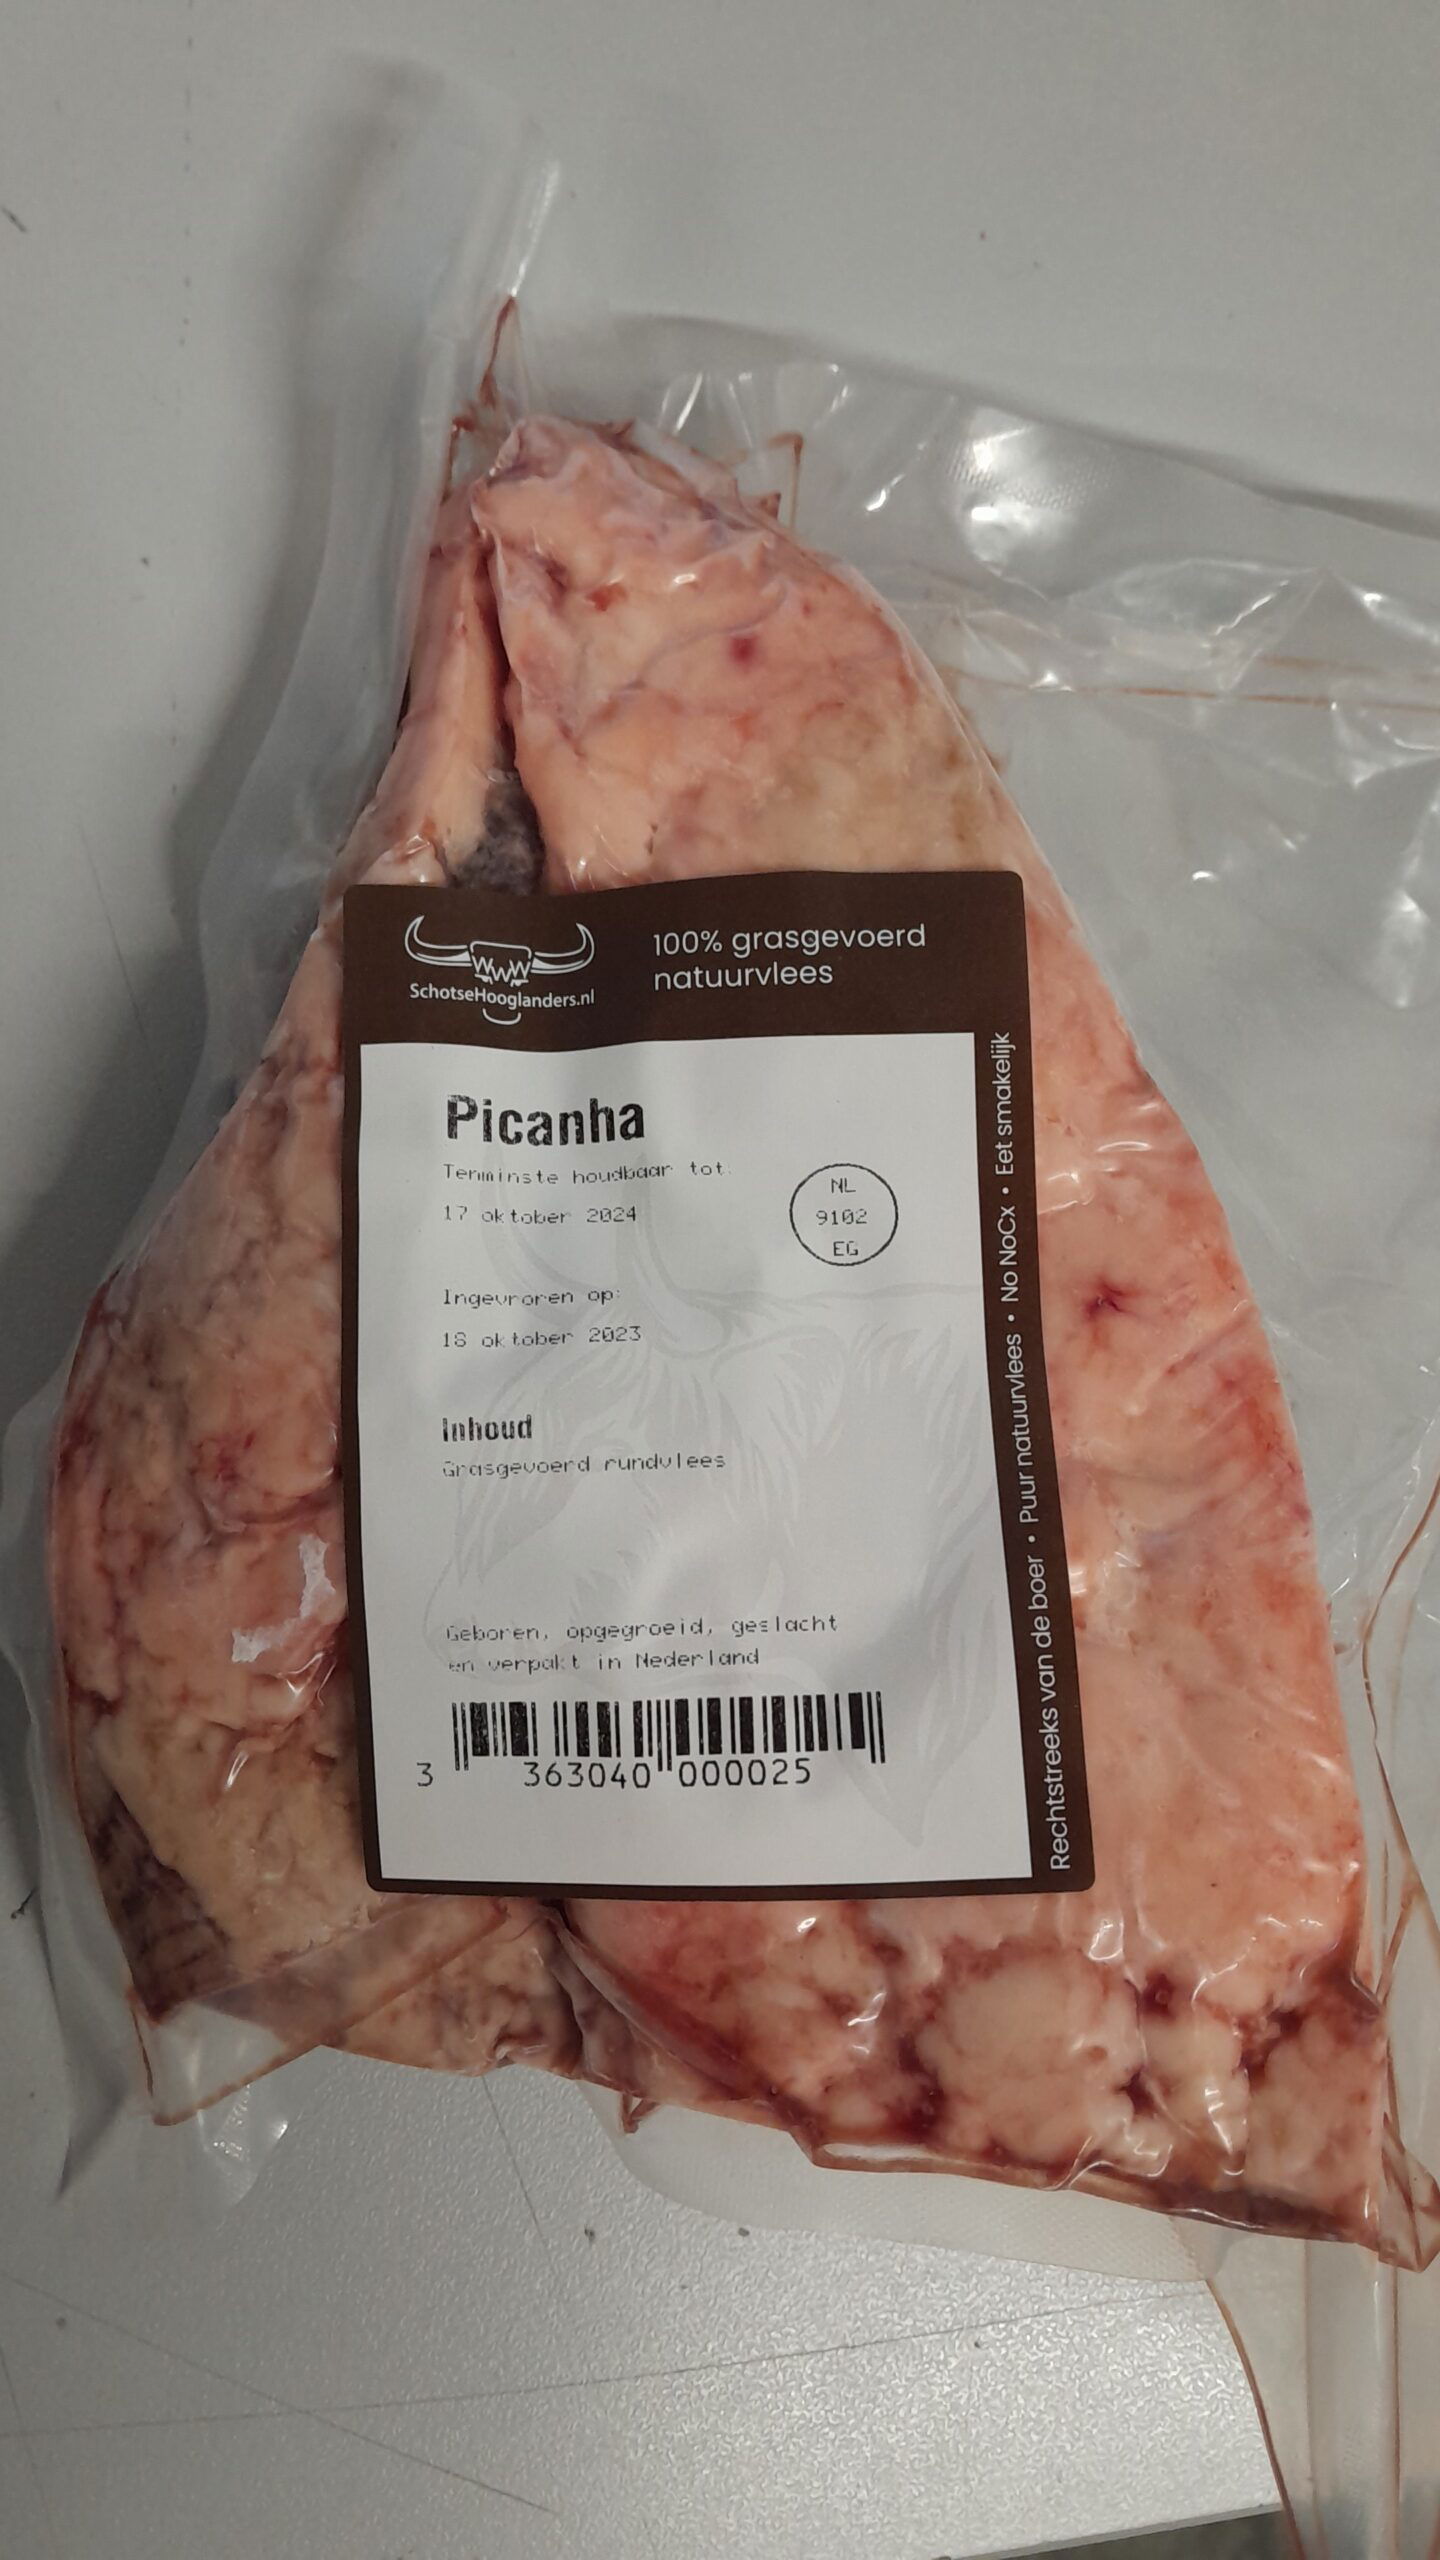 SchotseHooglanders.nl
100% grasgevoerd
natuurvlees
Picanha
Tenminste houdbaar tot:
17 oktober 2024
NL
9102
EG
Ingevroren op:
18 oktober 2023
Inhoud
Grasgevoerd rundvlees
Geboren, opgegroeid, geslacht
en verpakt in Nederland
3 363040 000025
Rechtstreeks van de boer • Puur natuurvlees • No NoCx • Eet smakelijk